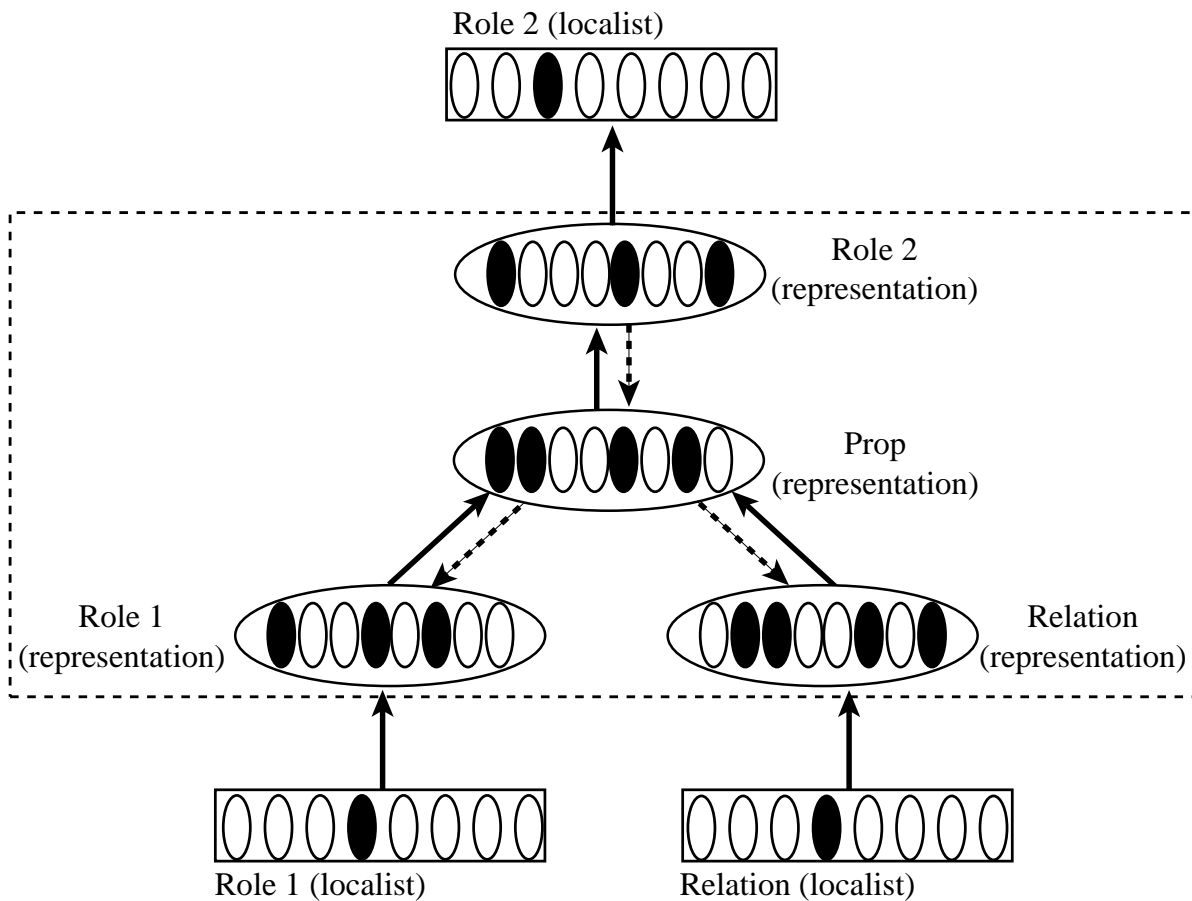 Role 2 (localist)
Role 2
(representation)
Prop
(representation)
Role 1
(representation)
Relation
(representation)
Role 1 (localist)
Relation (localist)